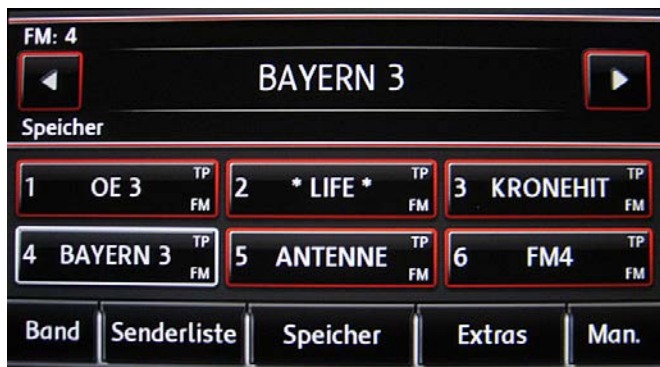 FM: 4
BAYERN 3
Speicher
1 OE 3 TP FM 2 * LIFE * TP FM 3 KRONEHIT TP FM
4 BAYERN 3 TP FM 5 ANTENNE TP FM 6 FM4 TP FM
Band Senderliste Speicher Extras Man.